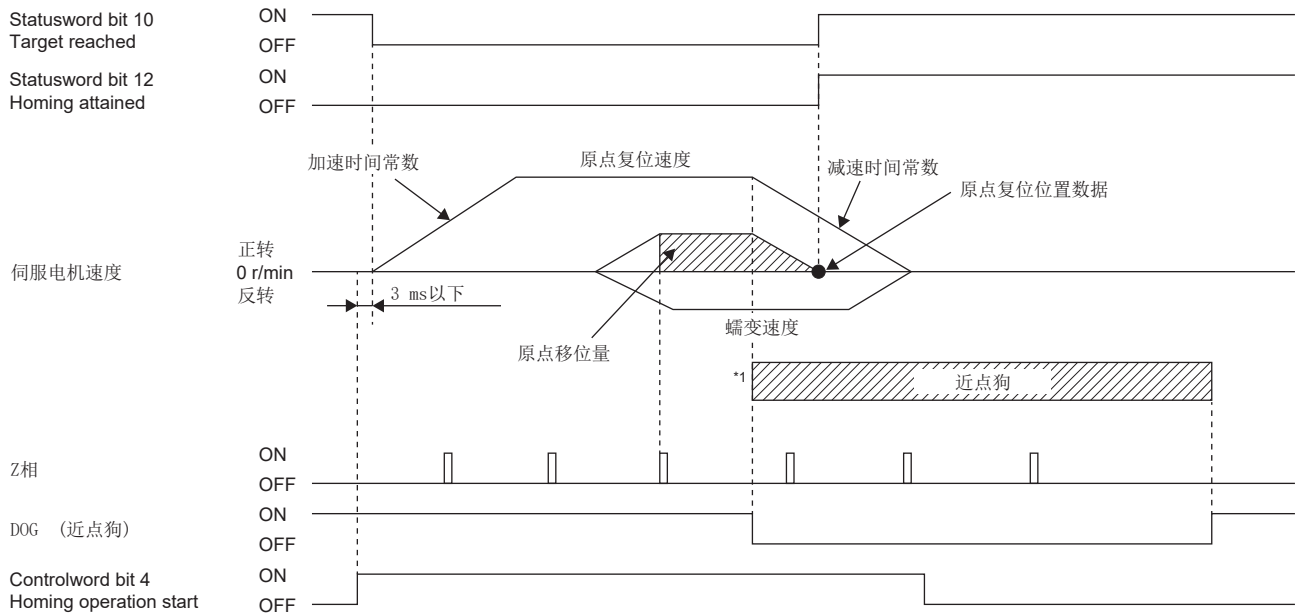 Statusword bit 10
Target reached
ON
OFF
Statusword bit 12
Homing attained
ON
OFF
加速时间常数
原点复位速度
减速时间常数
原点复位位置数据
伺服电机速度
正转
0 r/min
反转
3 ms以下
蠕变速度
原点移位量
*1
近点狗
Z相
ON
OFF
DOG (近点狗)
ON
OFF
Controlword bit 4
Homing operation start
ON
OFF